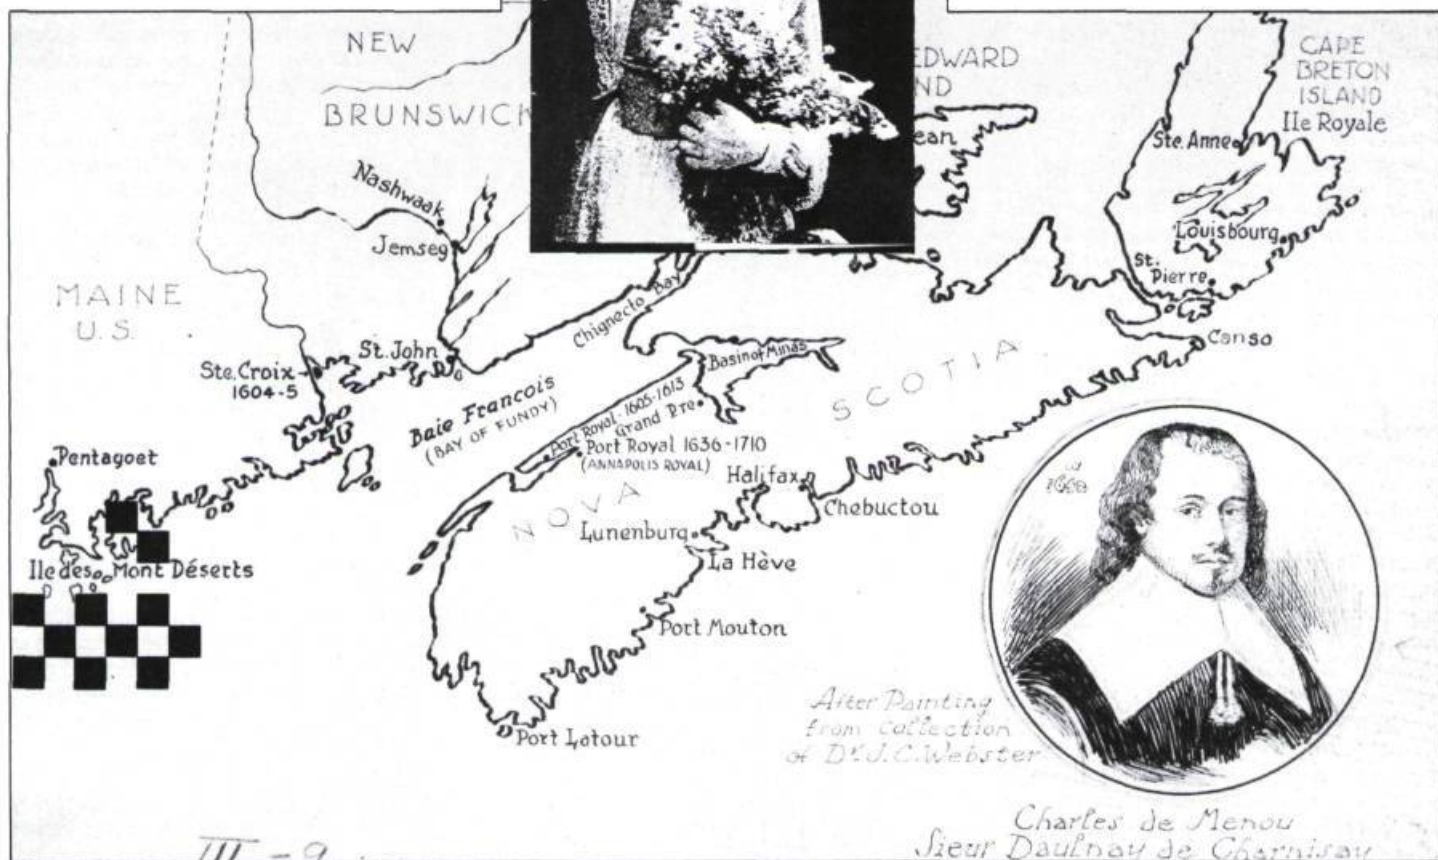 NEW
BRUNSWICK
EDWARD
ND
ean
CAPE
BRETON
ISLAND
Ile Royale
Ste. Anne
Nashwaak
Jemseg
Louisbourg
St.
Pierre
MAINE
U.S.
Chignecto Bay
Canso
St. John
Basin of Minas
Ste. Croix
1604-5
SCOTIA
Baie Francois
(BAY OF FUNDY)
Port Royal - 1605-1613
Grand Pre
Port Royal 1636-1710
(ANNAPOLIS ROYAL)
Pentagoet
Halifax
NOVA
Chebuctou
Lunenburg
La Hève
Ile des Mont Déserts
Port Mouton
Port Latour
After Painting
from Collection
of Dr. J. C. Webster
Charles de Menou
Sieur Daulnay de Charnisay
III - 9